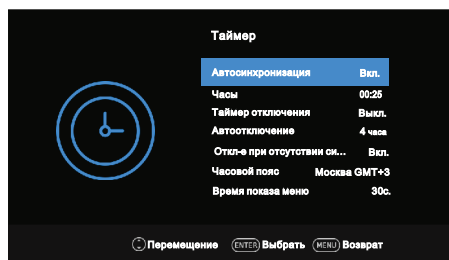 Таймер
Автосинхронизация Вкл.
Часы 00:25
Таймер отключения Выкл.
Автоотключение 4 часа
Откл-е при отсутствии си... Вкл.
Часовой пояс Москва GMT+3
Время показа меню 30с.
Перемещение ENTER Выбрать MENU Возврат